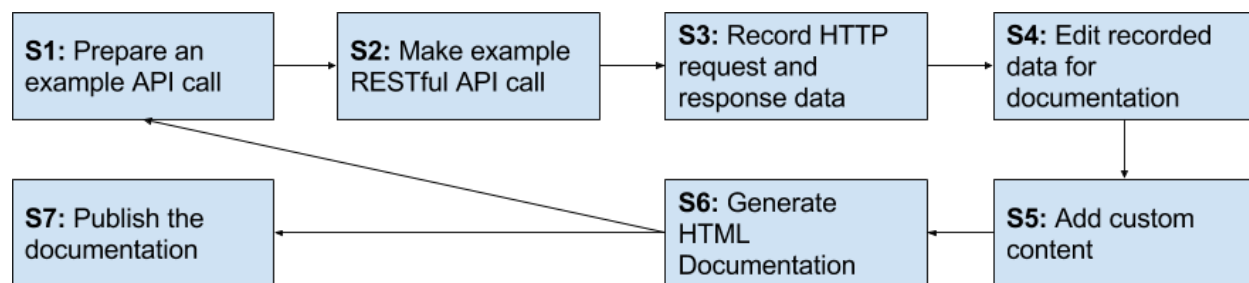 S1: Prepare an
example API call
S2: Make example
RESTful API call
S3: Record HTTP
request and
response data
S4: Edit recorded
data for
documentation
S5: Add custom
content
S6: Generate
HTML
Documentation
S7: Publish the
documentation